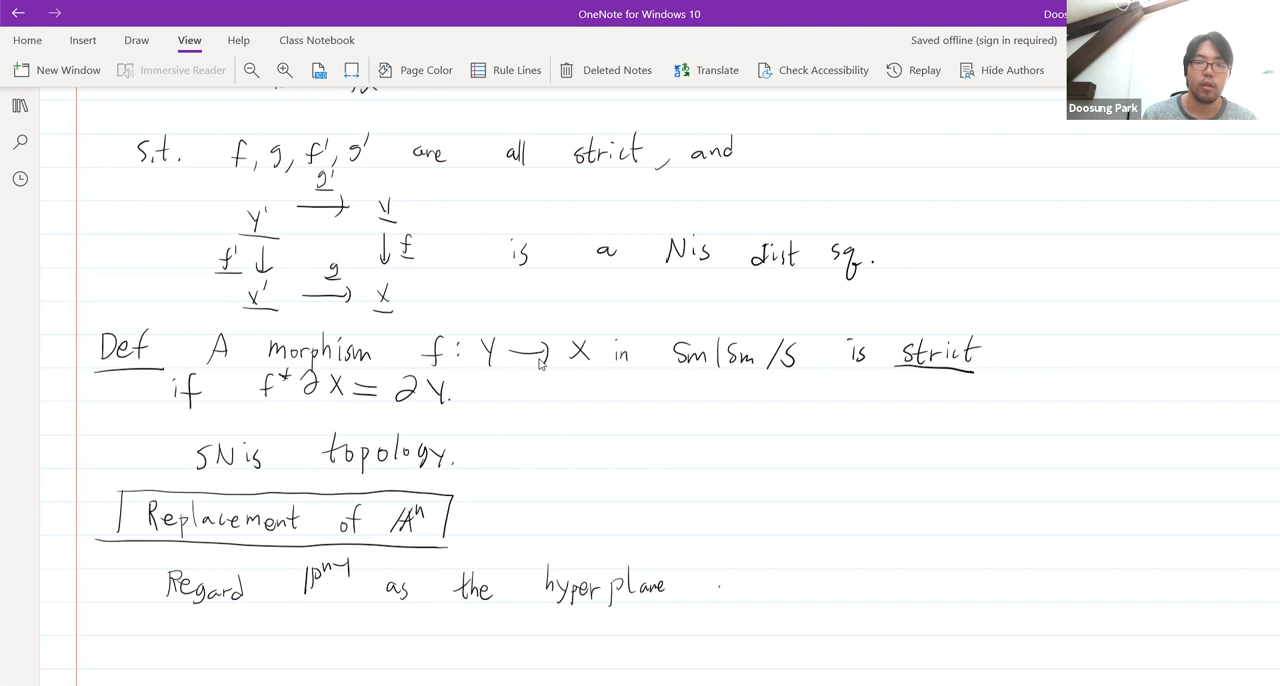 OneNote for Windows 10
Doos
Home Insert Draw View Help Class Notebook
Saved offline (sign in required)
New Window Immersive Reader Page Color Rule Lines Deleted Notes Translate Check Accessibility Replay Hide Authors
Doosung Park
s.t. f, g, f', g' are all strict, and
g'
Y' → Y
f' ↓ ↓ f is a Nis dist sq.
g
X' → X
Def A morphism f : Y → X in Sm|Sm/S is strict
if f*∂X = ∂Y.
sNis topology.
Replacement of 𝔸ⁿ
Regard ℙⁿ⁻¹ as the hyperplane